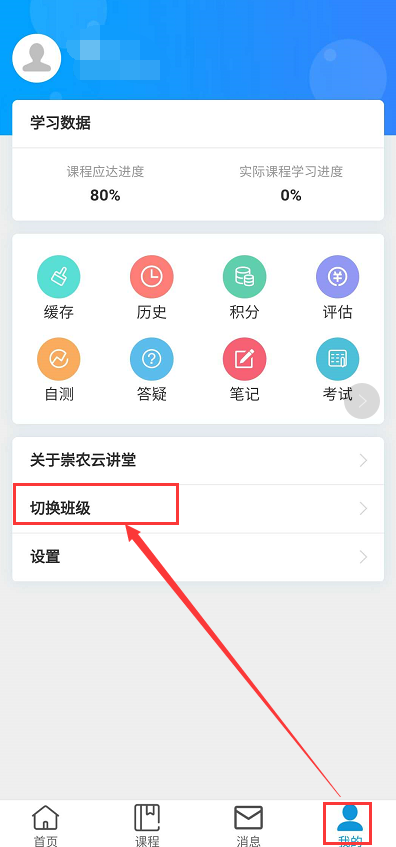 学习数据
课程应达进度 实际课程学习进度
80% 0%
缓存 历史 积分 评估
自测 答疑 笔记 考试
关于崇农云讲堂
切换班级
设置
首页 课程 消息 我的